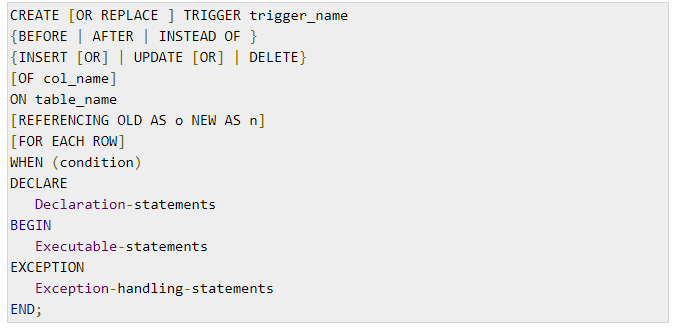 CREATE [OR REPLACE ] TRIGGER trigger_name
{BEFORE | AFTER | INSTEAD OF }
{INSERT [OR] | UPDATE [OR] | DELETE}
[OF col_name]
ON table_name
[REFERENCING OLD AS o NEW AS n]
[FOR EACH ROW]
WHEN (condition)
DECLARE
   Declaration-statements
BEGIN
   Executable-statements
EXCEPTION
   Exception-handling-statements
END;